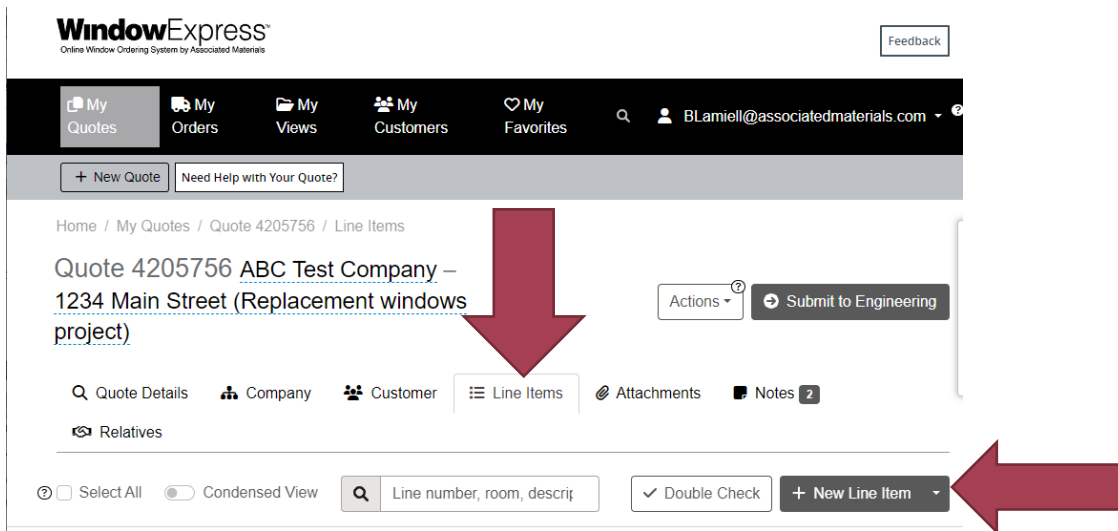 WindowExpress™
Online Window Ordering System by Associated Materials
Feedback
My Quotes
My Orders
My Views
My Customers
My Favorites
BLamiell@associatedmaterials.com
?
+ New Quote
Need Help with Your Quote?
Home / My Quotes / Quote 4205756 / Line Items
Quote 4205756 ABC Test Company –
1234 Main Street (Replacement windows
project)
Actions
?
Submit to Engineering
Quote Details
Company
Customer
Line Items
Attachments
Notes 2
Relatives
?
Select All
Condensed View
Line number, room, descrip
Double Check
+ New Line Item